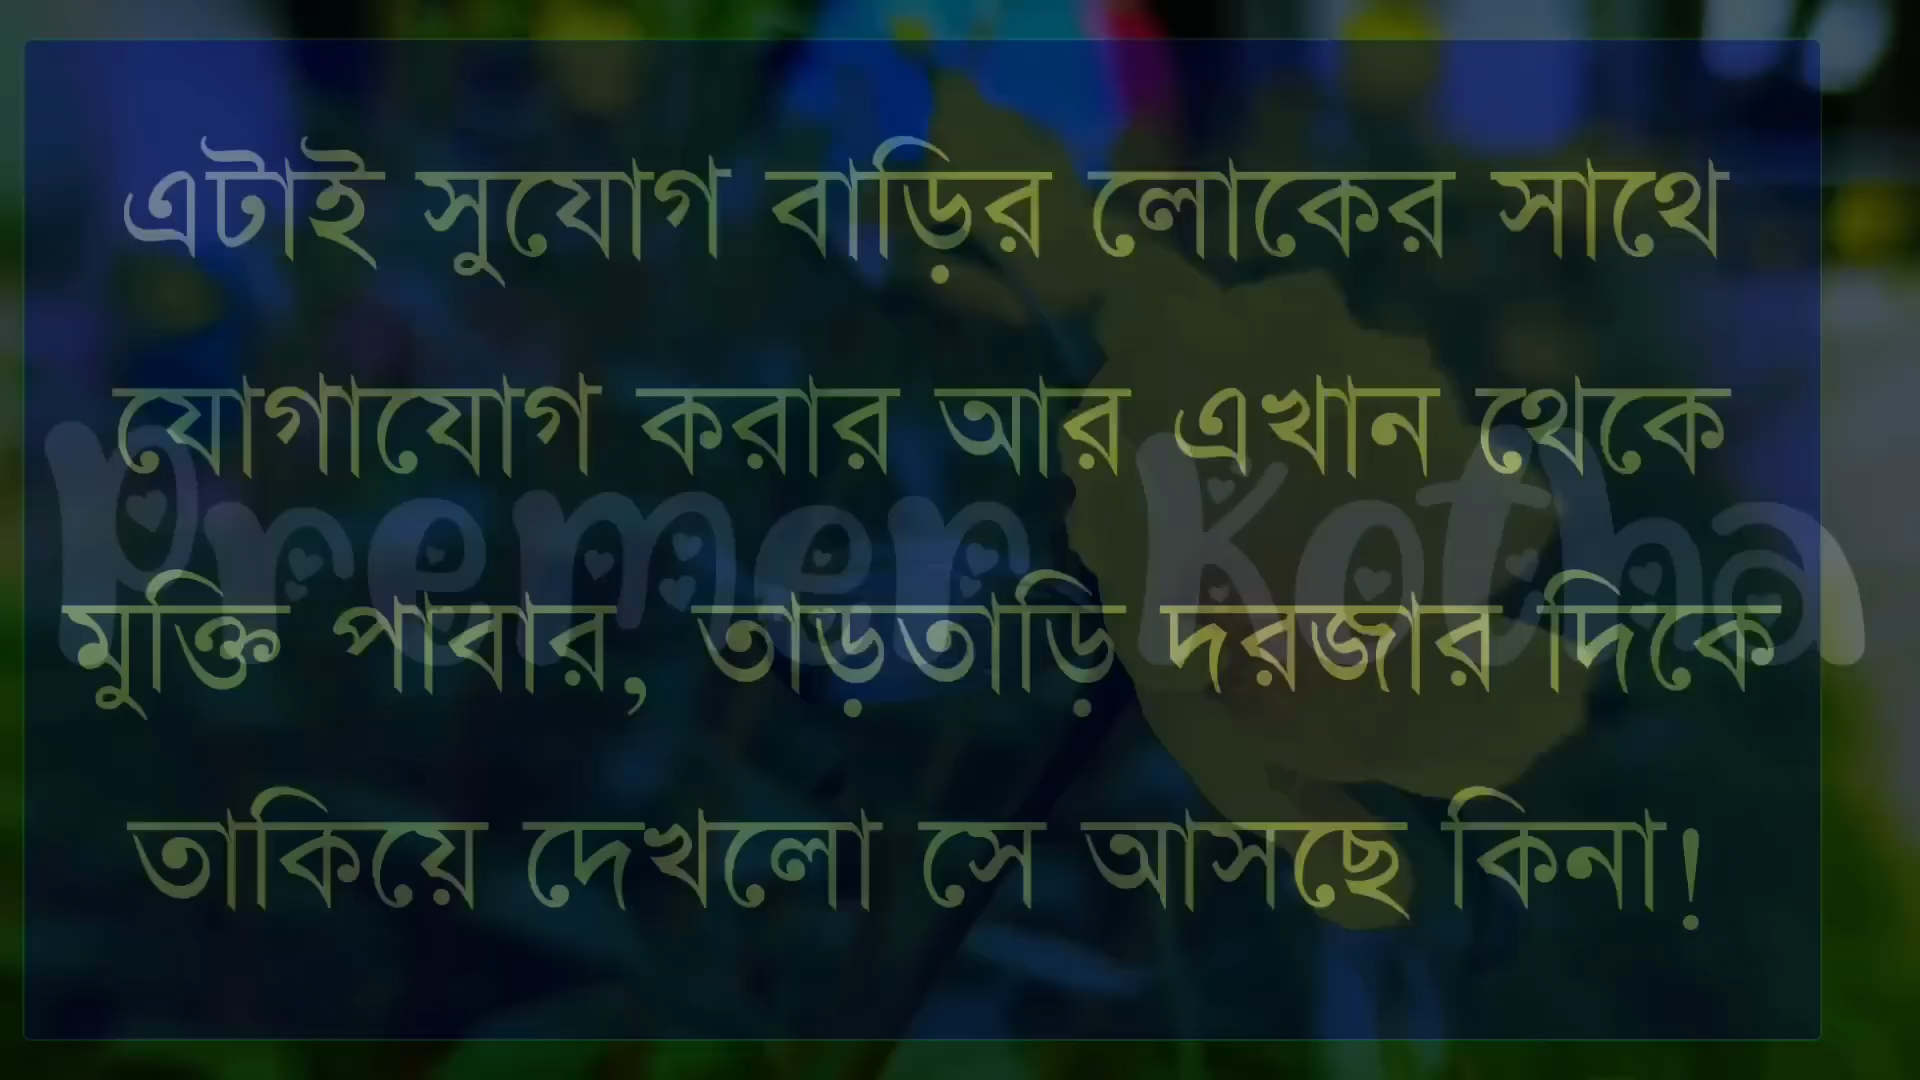 এটাই সুযোগ বাড়ির লোকের সাথে
যোগাযোগ করার আর এখান থেকে
Premer Kotha
মুক্তি পাবার, তাড়তাড়ি দরজার দিকে
তাকিয়ে দেখলো সে আসছে কিনা!